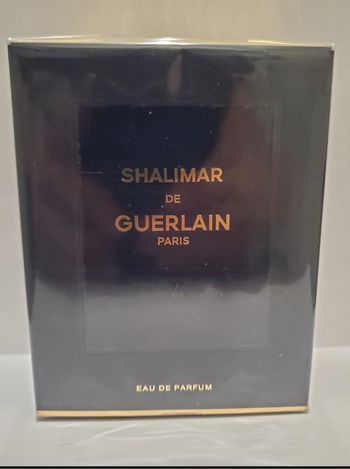 SHALIMAR
DE
GUERLAIN
PARIS
EAU DE PARFUM